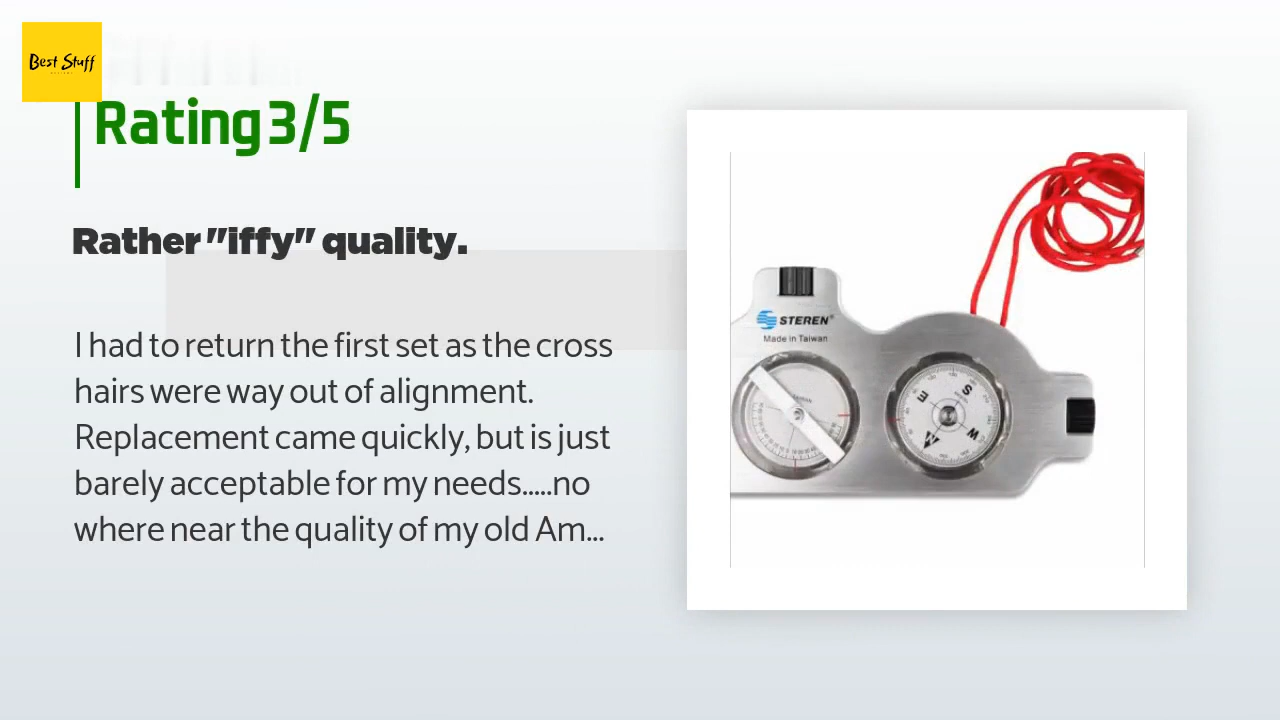 Best Stuff
Rating 3/5
Rather "iffy" quality.
I had to return the first set as the cross
hairs were way out of alignment.
Replacement came quickly, but is just
barely acceptable for my needs.....no
where near the quality of my old Am...
STEREN®
Made in Taiwan
S
E
W